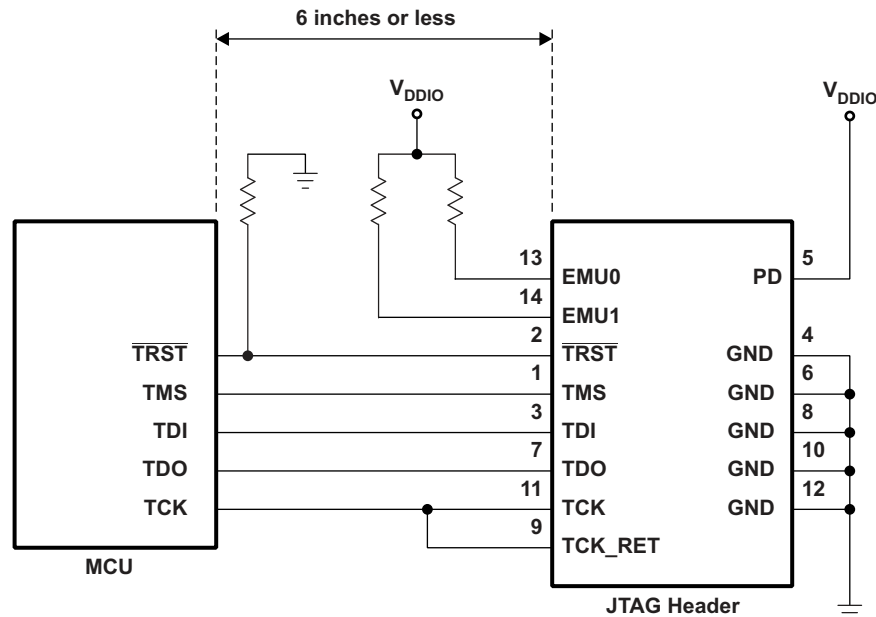 6 inches or less
VDDIO
VDDIO
13
EMU0
PD
5
14
EMU1
TRST
2
TRST
GND
4
TMS
1
TMS
GND
6
TDI
3
TDI
GND
8
TDO
7
TDO
GND
10
TCK
11
TCK
GND
12
9
TCK_RET
MCU
JTAG Header